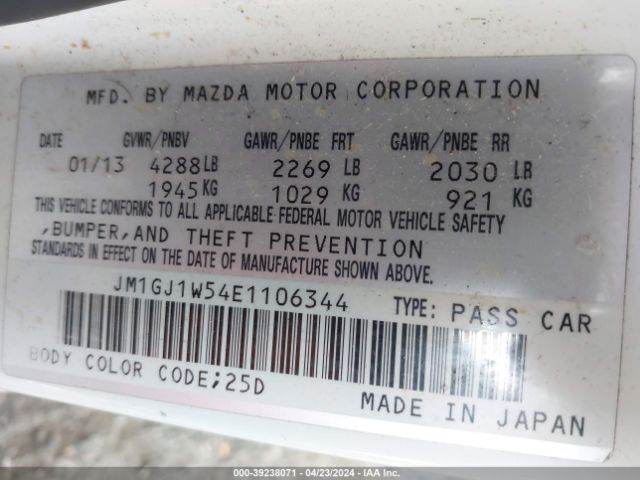 MFD. BY MAZDA MOTOR CORPORATION
DATE GVWR/PNBV GAWR/PNBE FRT GAWR/PNBE RR
01/13 4288 LB 2269 LB 2030 LB
1945 KG 1029 KG 921 KG
THIS VEHICLE CONFORMS TO ALL APPLICABLE FEDERAL MOTOR VEHICLE SAFETY
,BUMPER,AND THEFT PREVENTION
STANDARDS IN EFFECT ON THE DATE OF MANUFACTURE SHOWN ABOVE.
JM1GJ1W54E1106344 TYPE: PASS CAR
BODY COLOR CODE;25D
MADE IN JAPAN
000-39238071 - 04/23/2024 - IAA Inc.